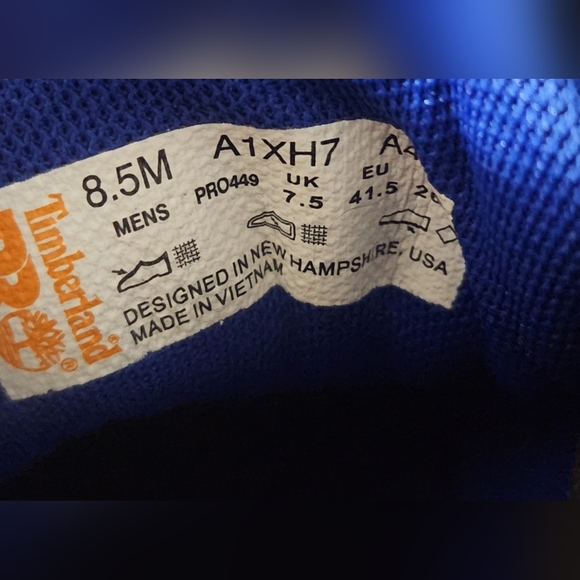 8.5M A1XH7
MENS PRO449 UK EU
7.5 41.5
DESIGNED IN NEW HAMPSHIRE, USA
MADE IN VIETNAM
Timberland®
PRO